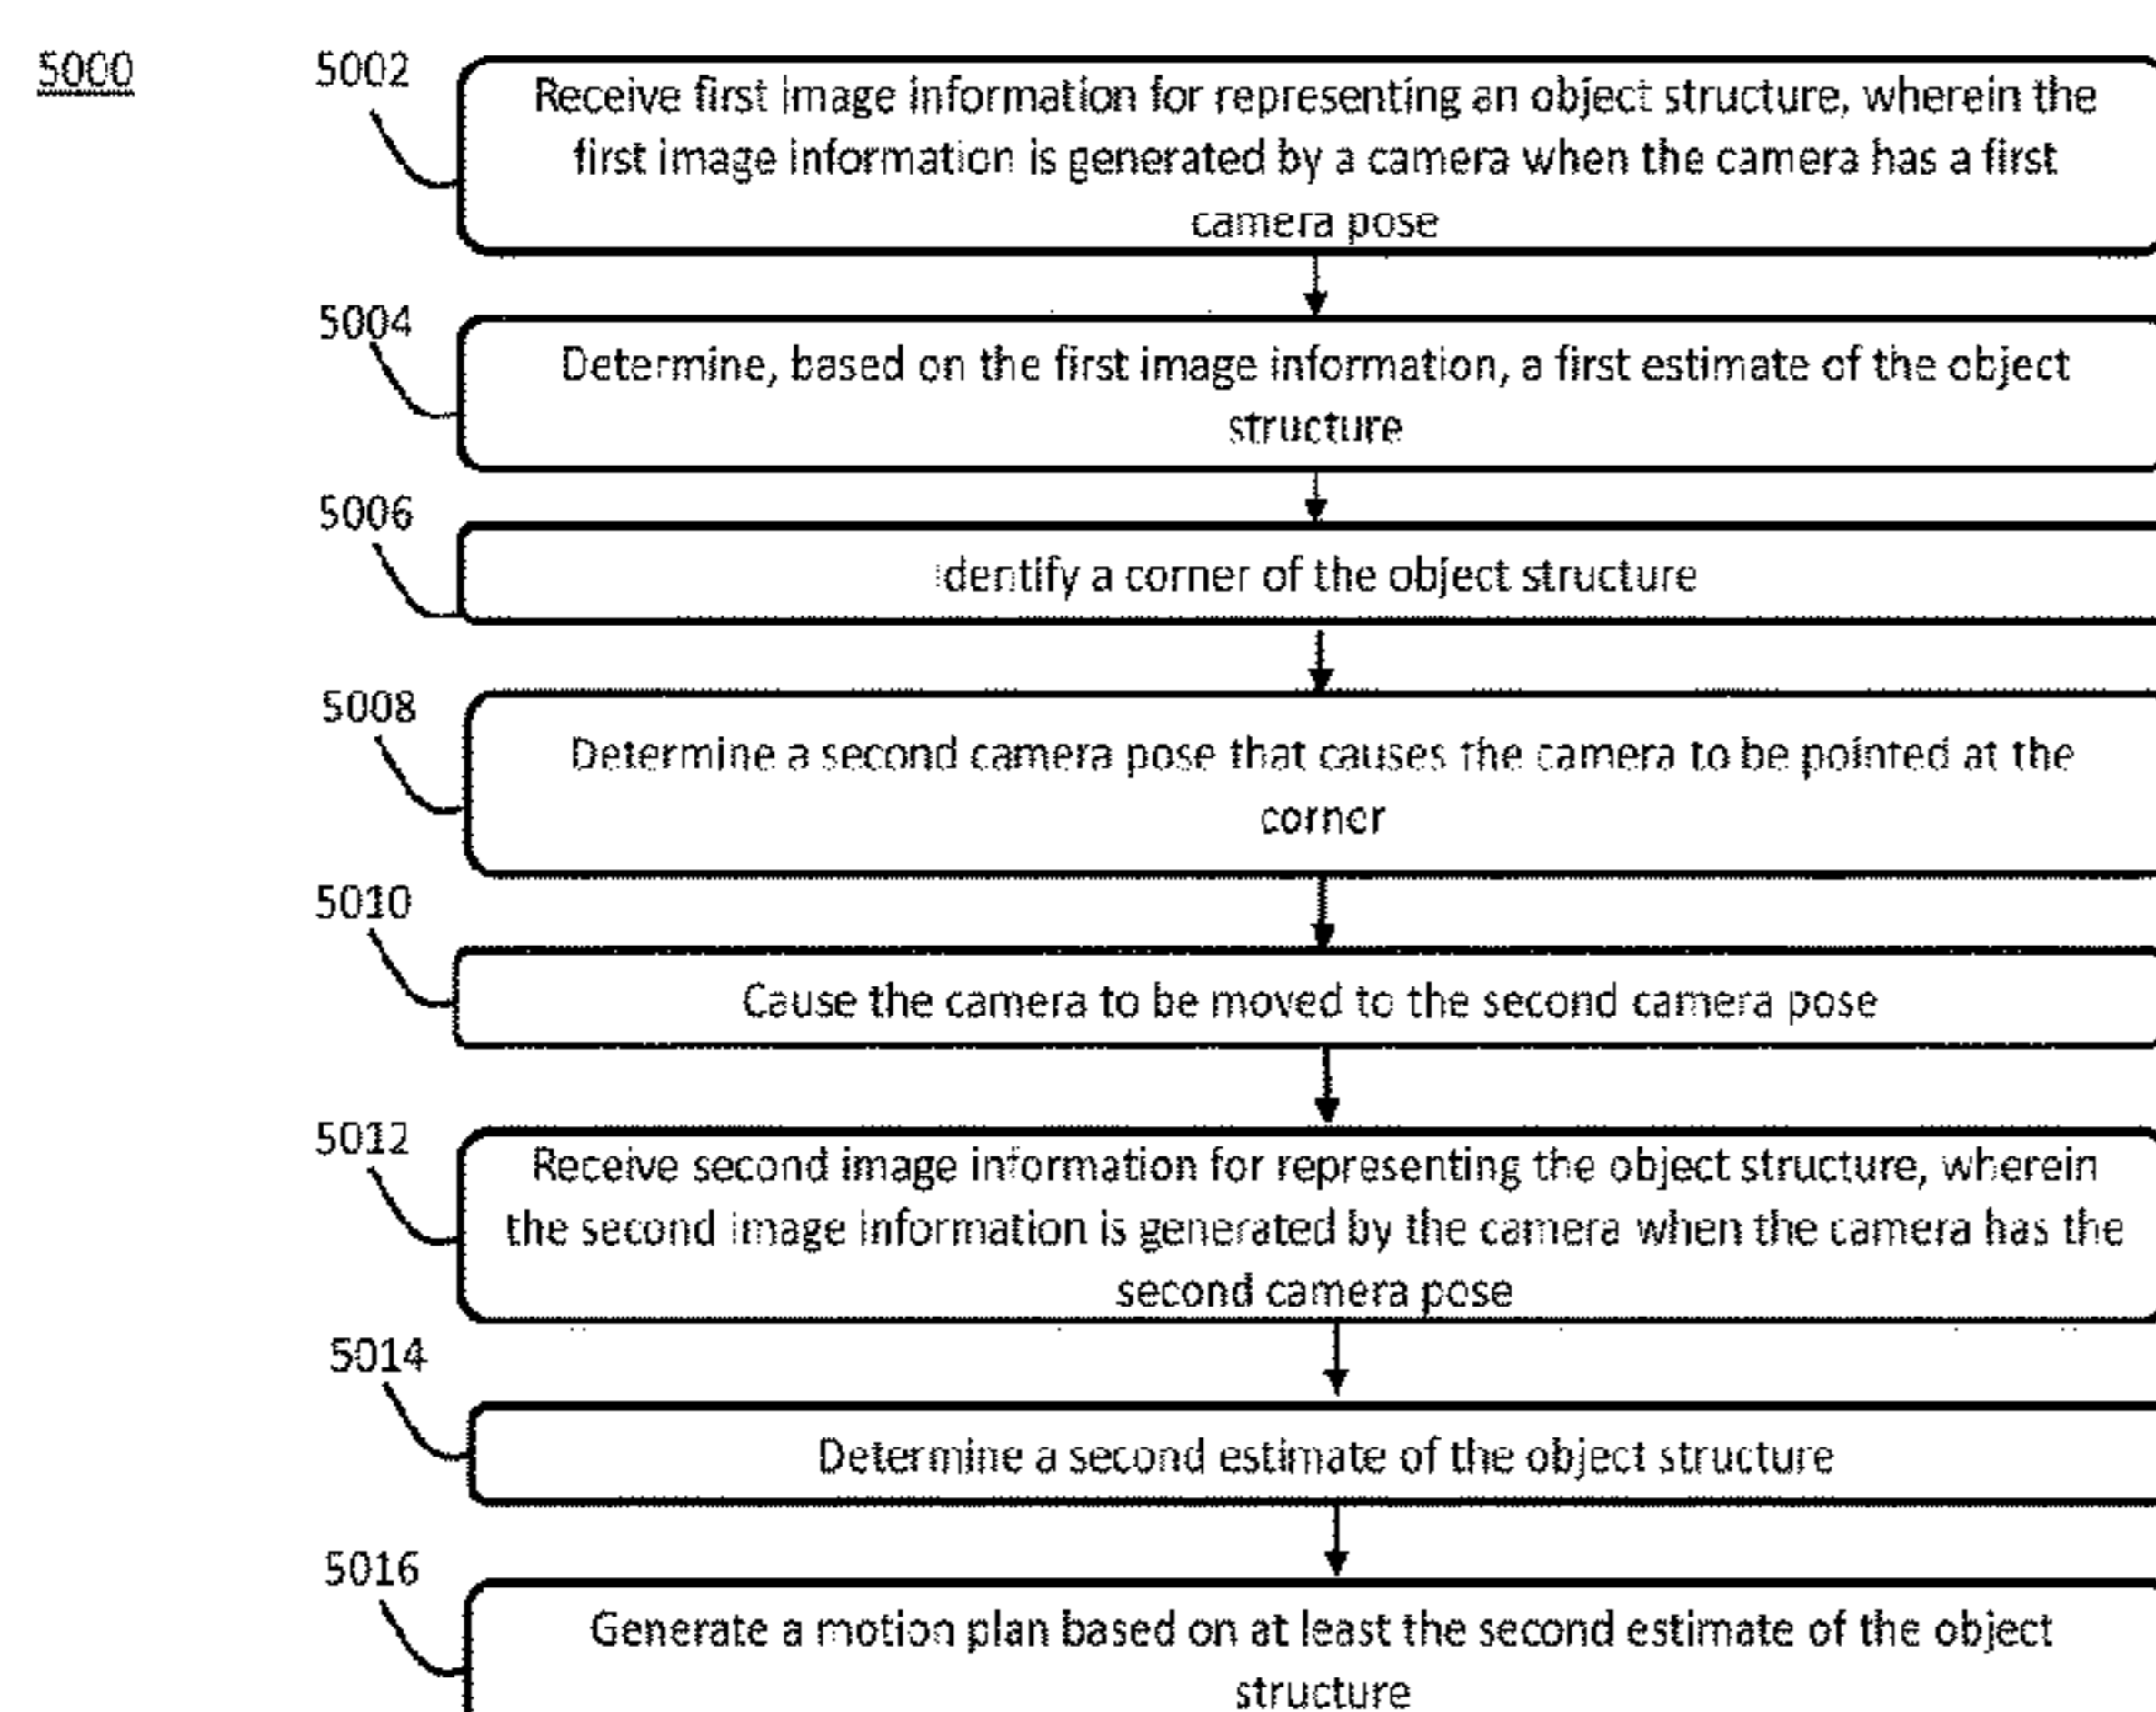 5000
5002
Receive first image information for representing an object structure, wherein the
first image information is generated by a camera when the camera has a first
camera pose
5004
Determine, based on the first image information, a first estimate of the object
structure
5006
Identify a corner of the object structure
5008
Determine a second camera pose that causes the camera to be pointed at the
corner
5010
Cause the camera to be moved to the second camera pose
5012
Receive second image information for representing the object structure, wherein
the second image information is generated by the camera when the camera has the
second camera pose
5014
Determine a second estimate of the object structure
5016
Generate a motion plan based on at least the second estimate of the object
structure